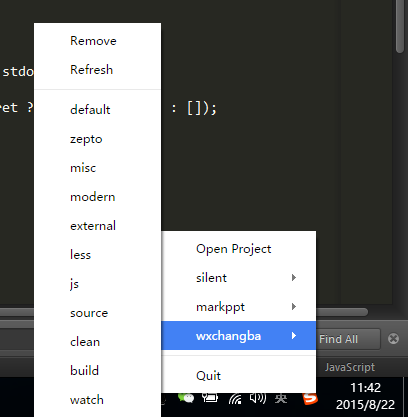 Remove
Refresh
default
zepto
misc
modern
external
less
js
source
clean
build
watch
stdo
ret ? : []);
Open Project
silent
markppt
wxchangba
Quit
Find All
JavaScript
英
11:42
2015/8/22